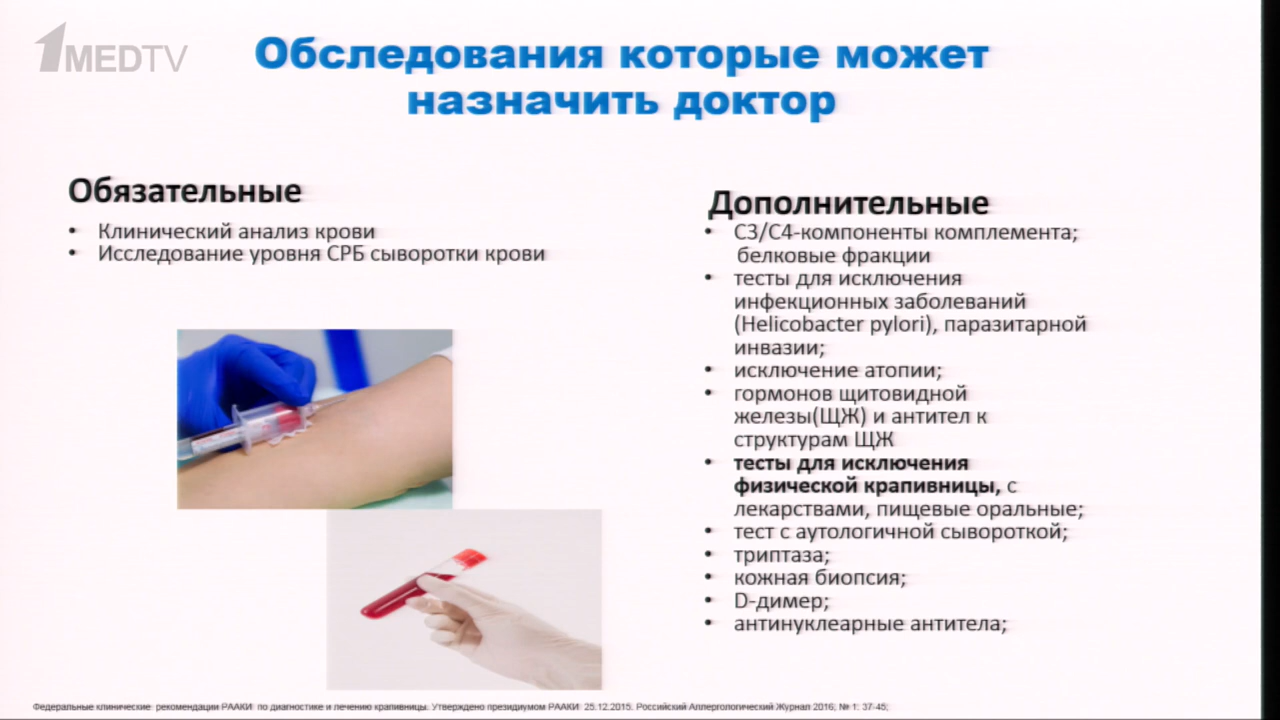 1MEDTV
Обследования которые может
назначить доктор
Обязательные
• Клинический анализ крови
• Исследование уровня СРБ сыворотки крови
Дополнительные
• С3/С4-компоненты комплемента;
белковые фракции
• тесты для исключения
инфекционных заболеваний
(Helicobacter pylori), паразитарной
инвазии;
• исключение атопии;
• гормонов щитовидной
железы(ЩЖ) и антител к
структурам ЩЖ
• тесты для исключения
физической крапивницы, с
лекарствами, пищевые оральные;
• тест с аутологичной сывороткой;
• триптаза;
• кожная биопсия;
• D-димер;
• антинуклеарные антитела;
Федеральные клинические рекомендации РААКИ по диагностике и лечению крапивницы. Утверждено президиумом РААКИ 25.12.2015. Российский Аллергологический Журнал 2016; № 1: 37-45;